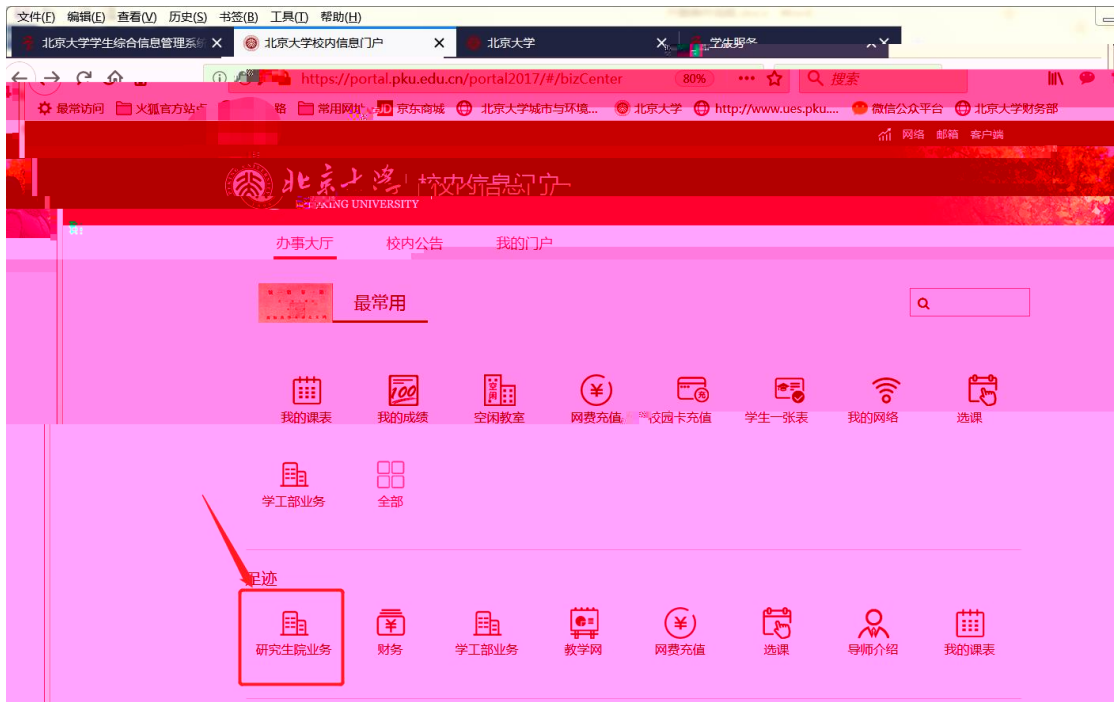 文件(F) 编辑(E) 查看(V) 历史(S) 书签(B) 工具(T) 帮助(H)
北京大学学生综合信息管理系统 北京大学校内信息门户 北京大学
https://portal.pku.edu.cn/portal2017/#/bizCenter 80% 搜索
最常访问 火狐官方站点 常用网址 JD 京东商城 北京大学城市与环境... 北京大学 http://www.ues.pku.... 微信公众平台 北京大学财务部
网络 邮箱 客户端
北京大学 校内信息门户
UNIVERSITY
办事大厅 校内公告 我的门户
最常用
我的课表 我的成绩 空闲教室 网费充值 校园卡充值 学生一张表 我的网络 选课
学工部业务 全部
足迹
研究生院业务 财务 学工部业务 教学网 网费充值 选课 导师介绍 我的课表